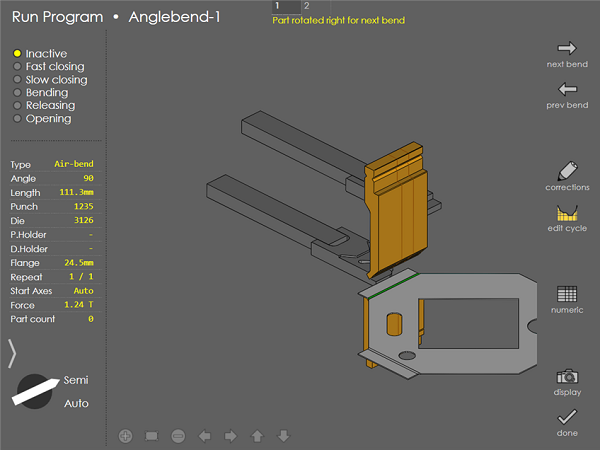 Run Program • Anglebend-1
1 2
Part rotated right for next bend
Inactive
Fast closing
Slow closing
Bending
Releasing
Opening
Type Air-bend
Angle 90
Length 111.3mm
Punch 1235
Die 3126
P.Holder -
D.Holder -
Flange 24.5mm
Repeat 1 / 1
Start Axes Auto
Force 1.24 T
Part count 0
Semi
Auto
next bend
prev bend
corrections
edit cycle
numeric
display
done